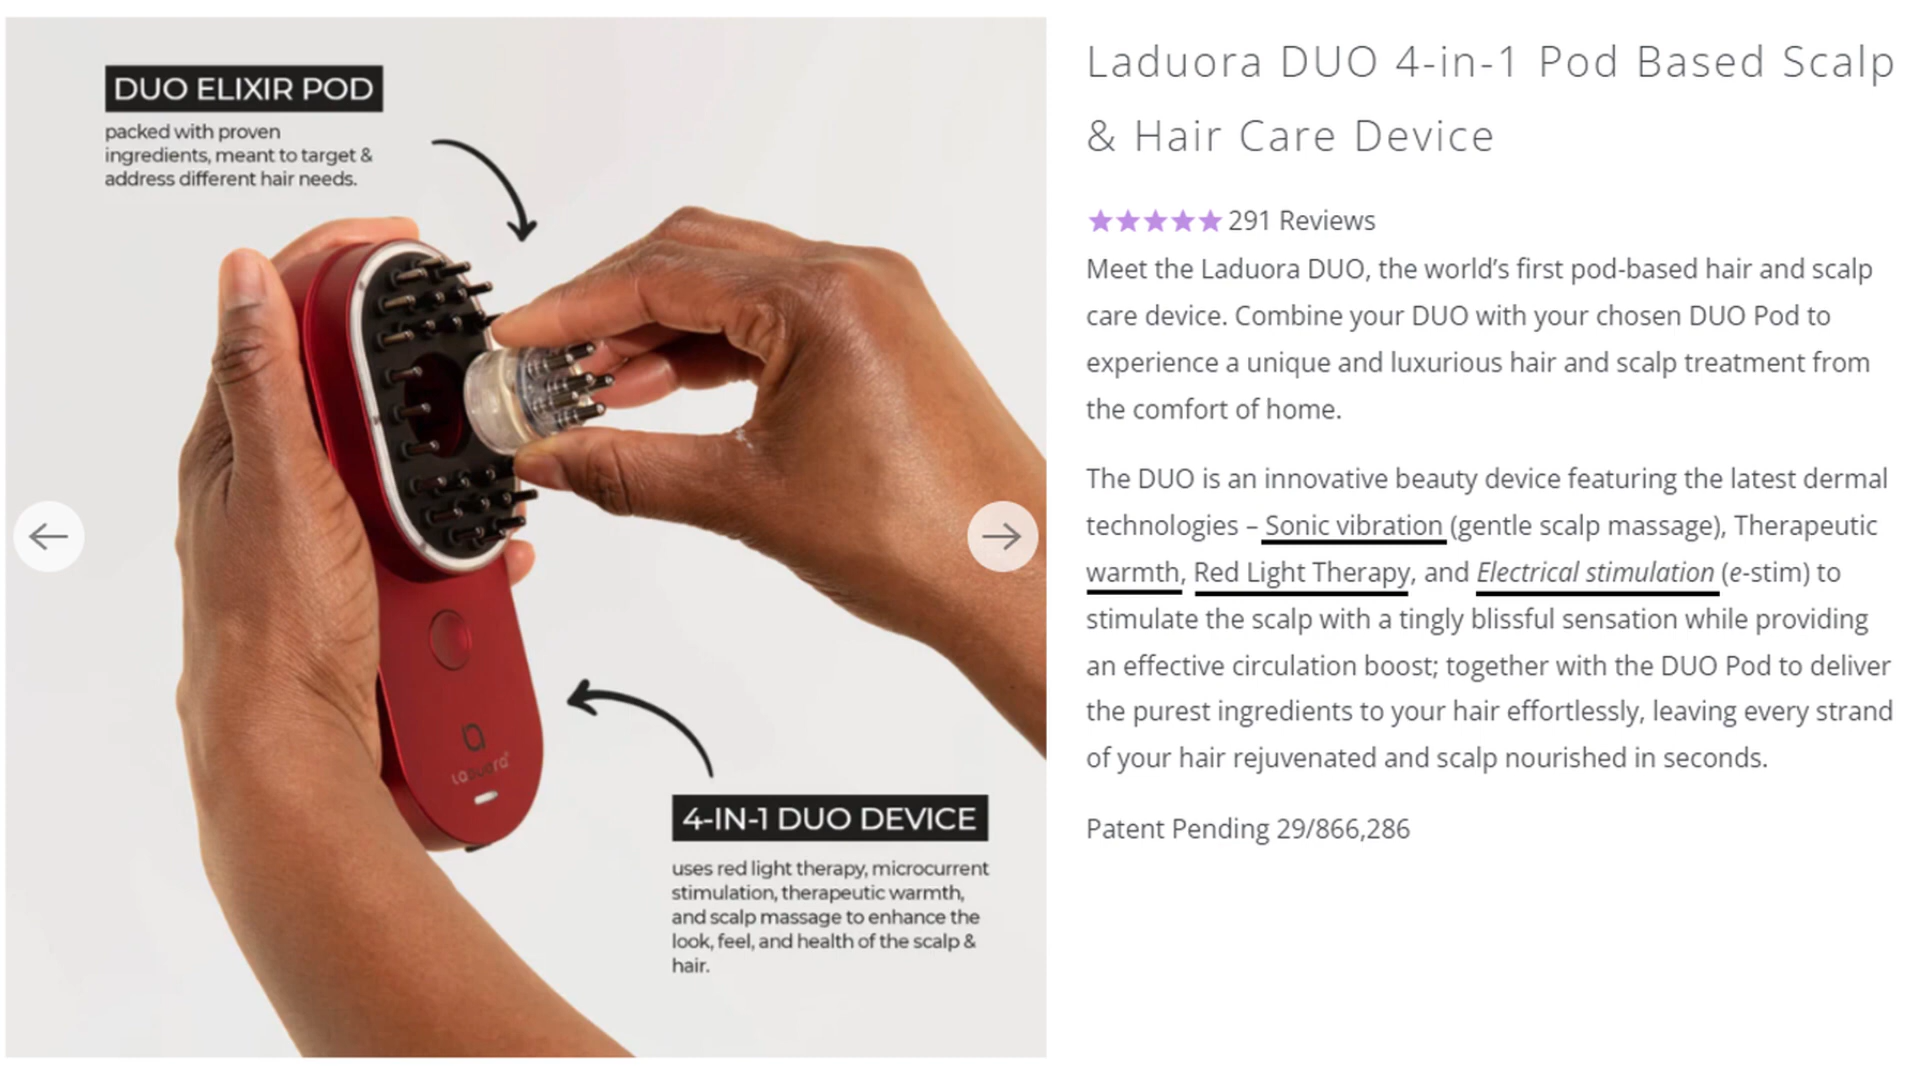 DUO ELIXIR POD
packed with proven
ingredients, meant to target &
address different hair needs.
Laduora
4-IN-1 DUO DEVICE
uses red light therapy, microcurrent
stimulation, therapeutic warmth,
and scalp massage to enhance the
look, feel, and health of the scalp &
hair.
Laduora DUO 4-in-1 Pod Based Scalp
& Hair Care Device
291 Reviews
Meet the Laduora DUO, the world’s first pod-based hair and scalp
care device. Combine your DUO with your chosen DUO Pod to
experience a unique and luxurious hair and scalp treatment from
the comfort of home.
The DUO is an innovative beauty device featuring the latest dermal
technologies – Sonic vibration (gentle scalp massage), Therapeutic
warmth, Red Light Therapy, and Electrical stimulation (e-stim) to
stimulate the scalp with a tingly blissful sensation while providing
an effective circulation boost; together with the DUO Pod to deliver
the purest ingredients to your hair effortlessly, leaving every strand
of your hair rejuvenated and scalp nourished in seconds.
Patent Pending 29/866,286